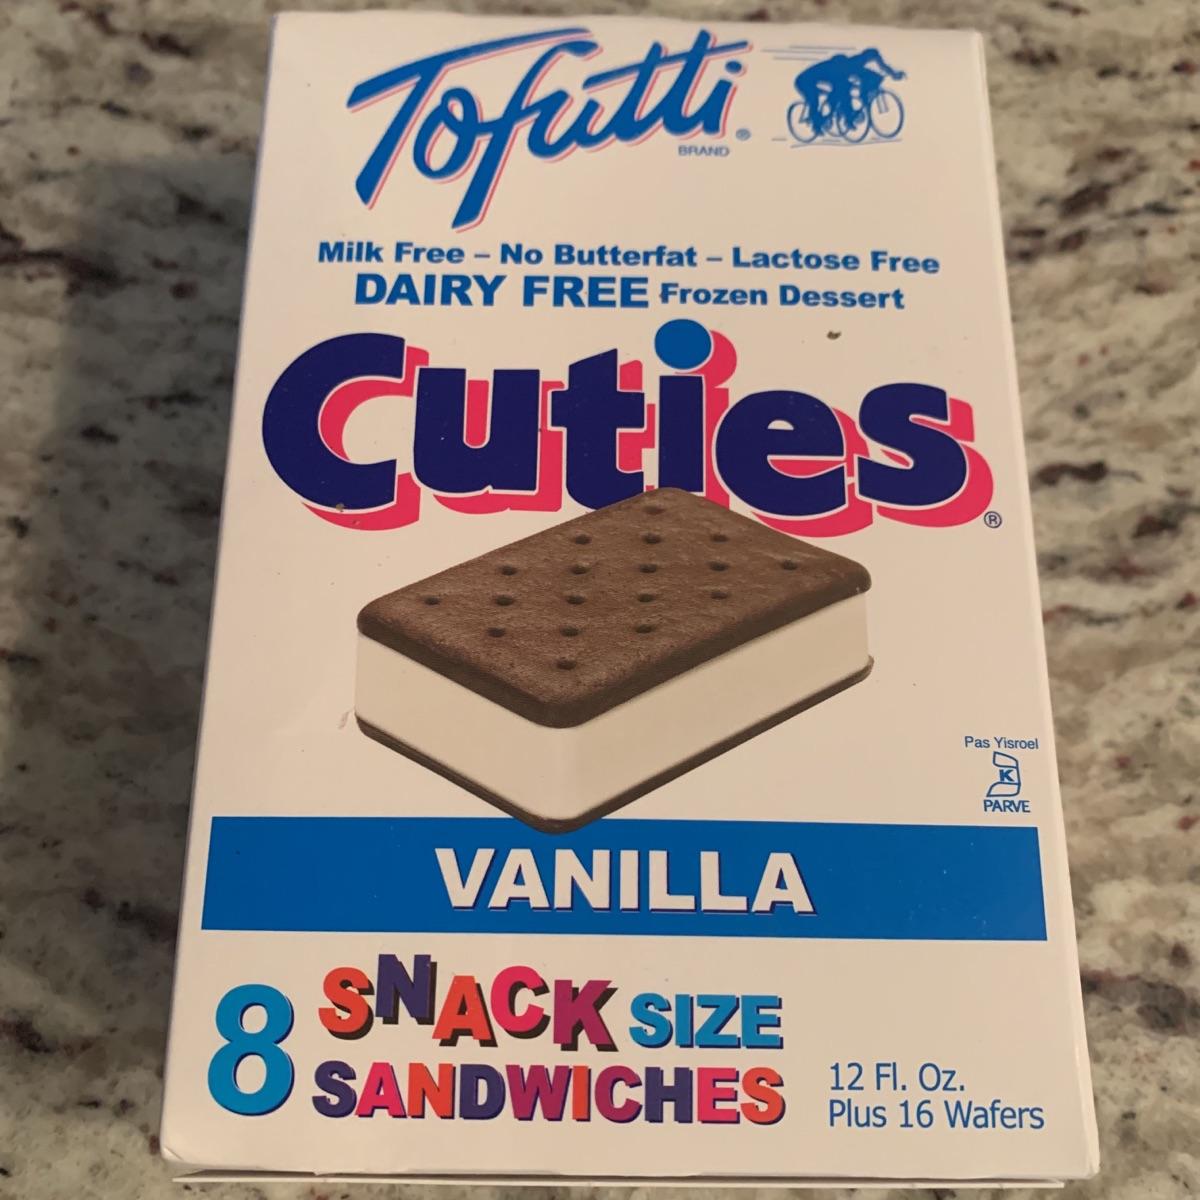 Tofutti®
BRAND
Milk Free – No Butterfat – Lactose Free
DAIRY FREE Frozen Dessert
Cuties®
Pas Yisroel
K
PARVE
VANILLA
8 SNACK SIZE
SANDWICHES
12 Fl. Oz.
Plus 16 Wafers